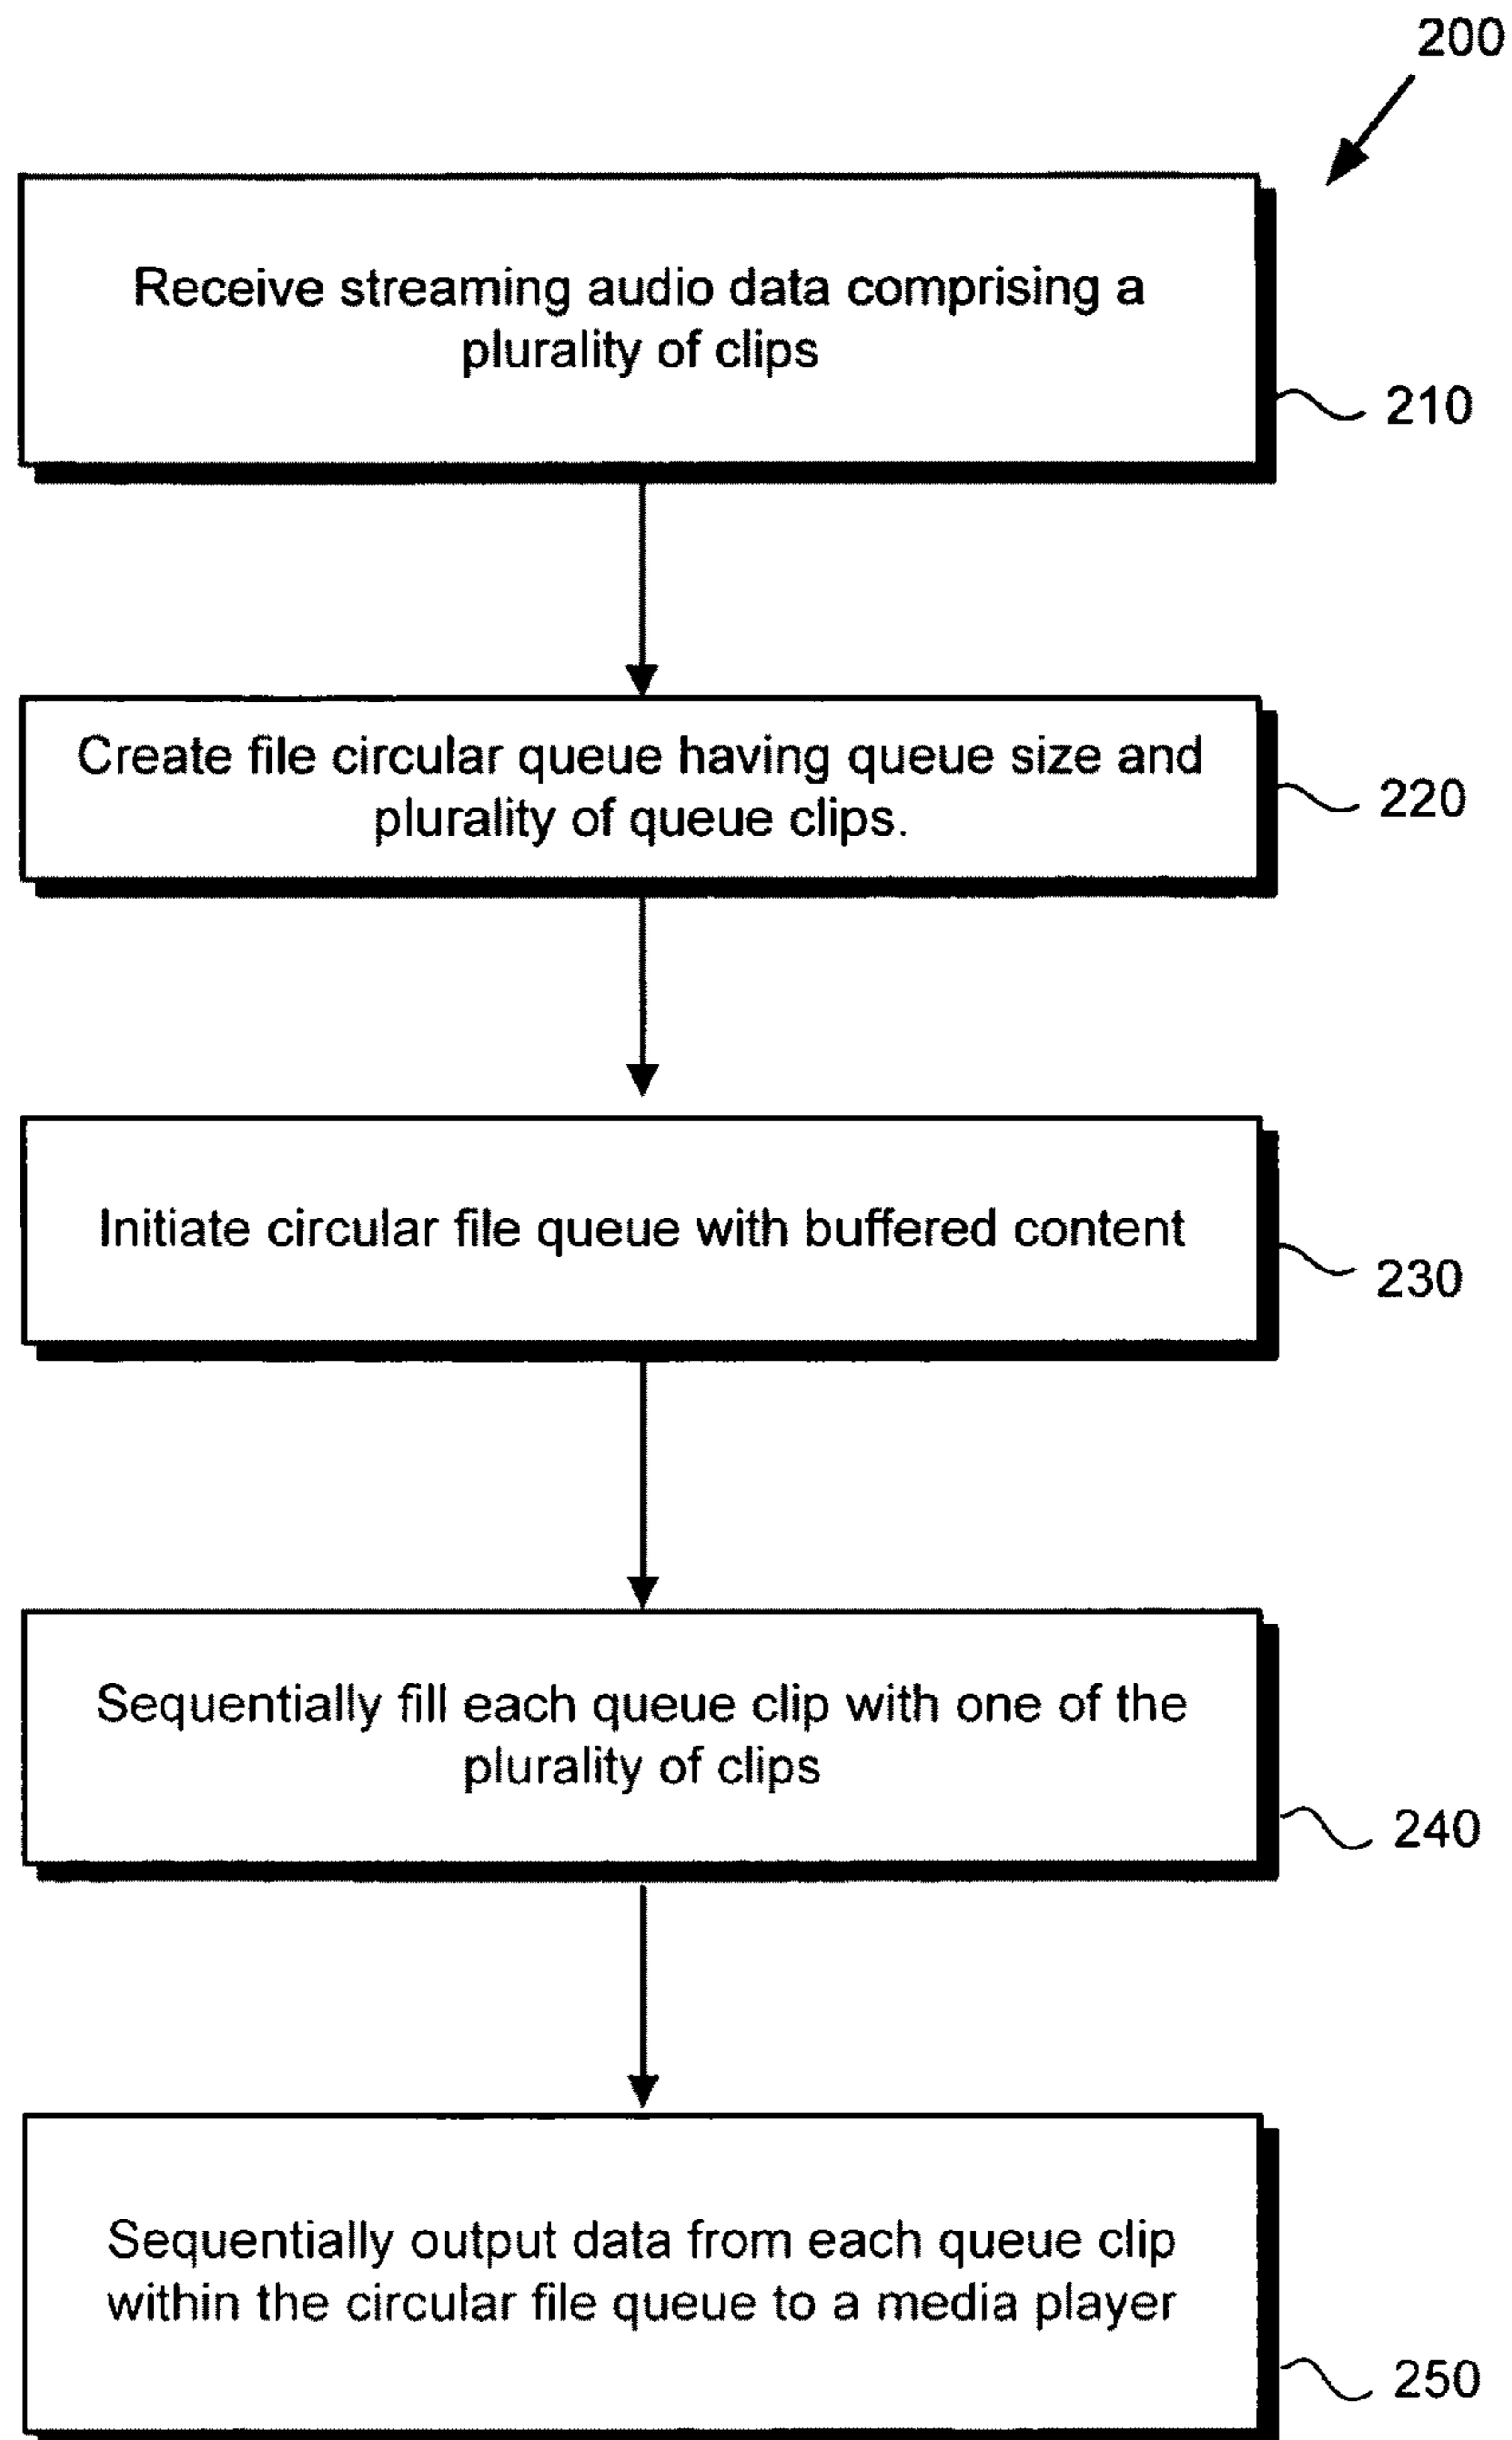 200
Receive streaming audio data comprising a
plurality of clips
210
Create file circular queue having queue size and
plurality of queue clips.
220
Initiate circular file queue with buffered content
230
Sequentially fill each queue clip with one of the
plurality of clips
240
Sequentially output data from each queue clip
within the circular file queue to a media player
250